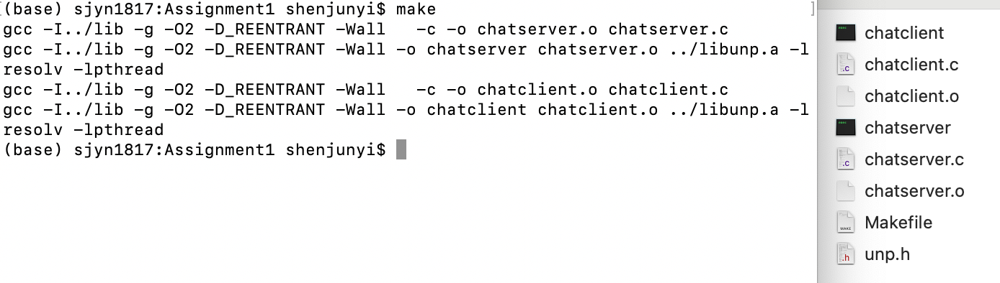 (base) sjyn1817:Assignment1 shenjunyi$ make
gcc -I../lib -g -O2 -D_REENTRANT -Wall   -c -o chatserver.o chatserver.c
gcc -I../lib -g -O2 -D_REENTRANT -Wall -o chatserver chatserver.o ../libunp.a -l
resolv -lpthread
gcc -I../lib -g -O2 -D_REENTRANT -Wall   -c -o chatclient.o chatclient.c
gcc -I../lib -g -O2 -D_REENTRANT -Wall -o chatclient chatclient.o ../libunp.a -l
resolv -lpthread
(base) sjyn1817:Assignment1 shenjunyi$
chatclient
.c chatclient.c
chatclient.o
chatserver
.c chatserver.c
chatserver.o
MAKE Makefile
.h unp.h